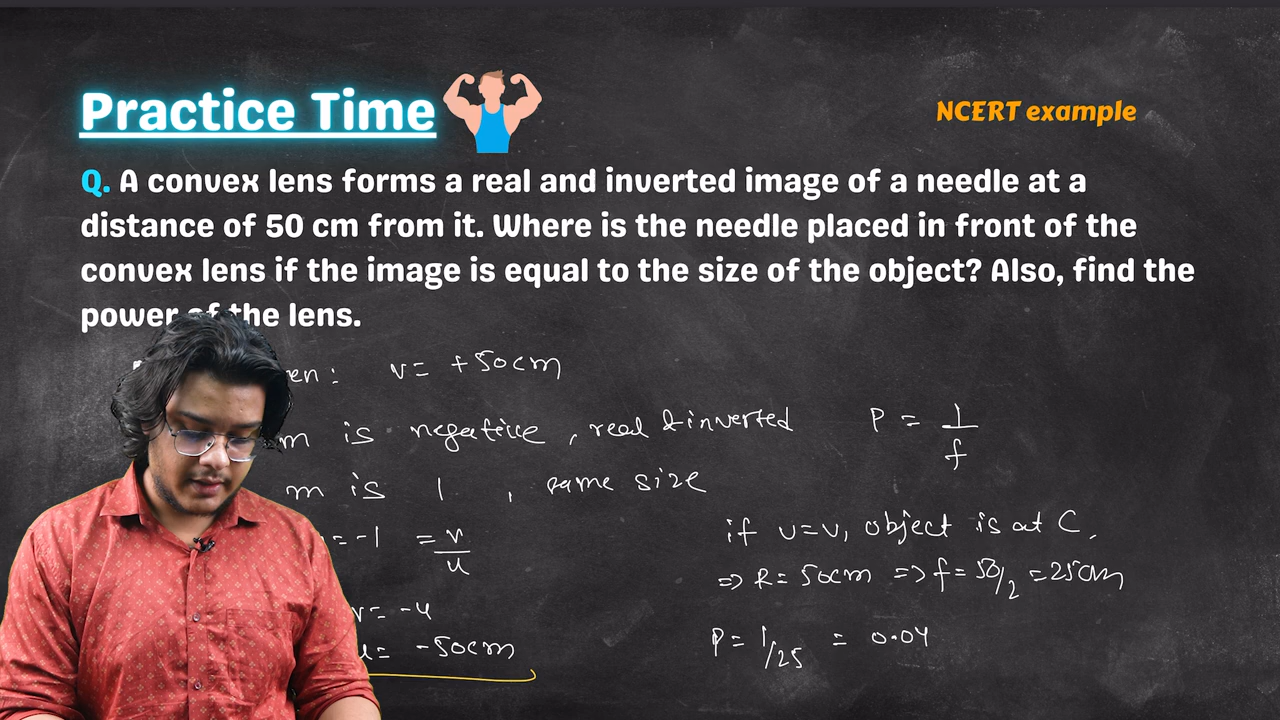 Practice Time
NCERT example
Q. A convex lens forms a real and inverted image of a needle at a
distance of 50 cm from it. Where is the needle placed in front of the
convex lens if the image is equal to the size of the object? Also, find the
power of the lens.
en : v= +50cm
m is negative, real & inverted
m is 1, same size
=-1 = v/u
v= -u
u= -50cm
P = 1/f
if u=v, object is at C.
=> R= 50cm => f= 50/2 =25cm
P= 1/25 = 0.04